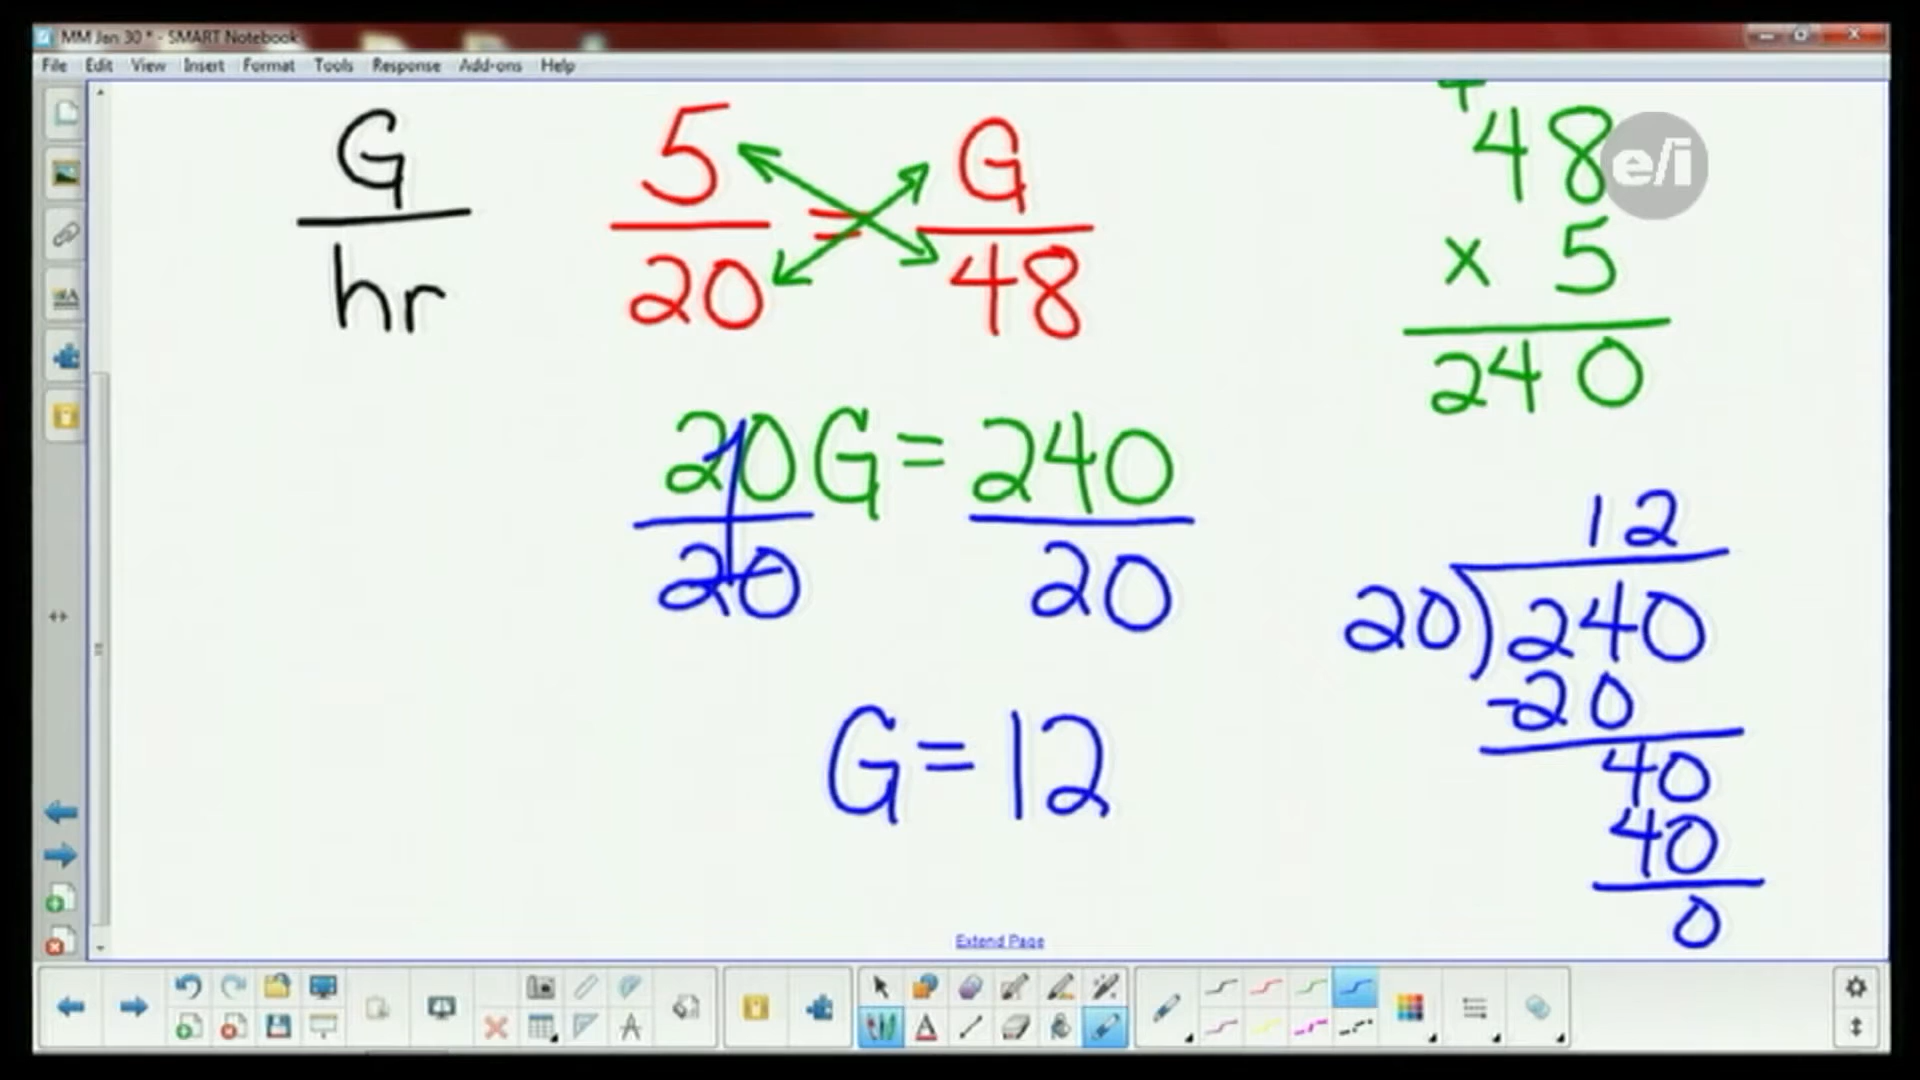 MM Jan 30 * - SMART Notebook
File Edit View Insert Format Tools Response Add-ons Help
G
hr
5
20
=
G
48
48
x 5
240
e/i
20G = 240
20 20
G = 12
12
20)240
-20
40
40
0
Extend Page